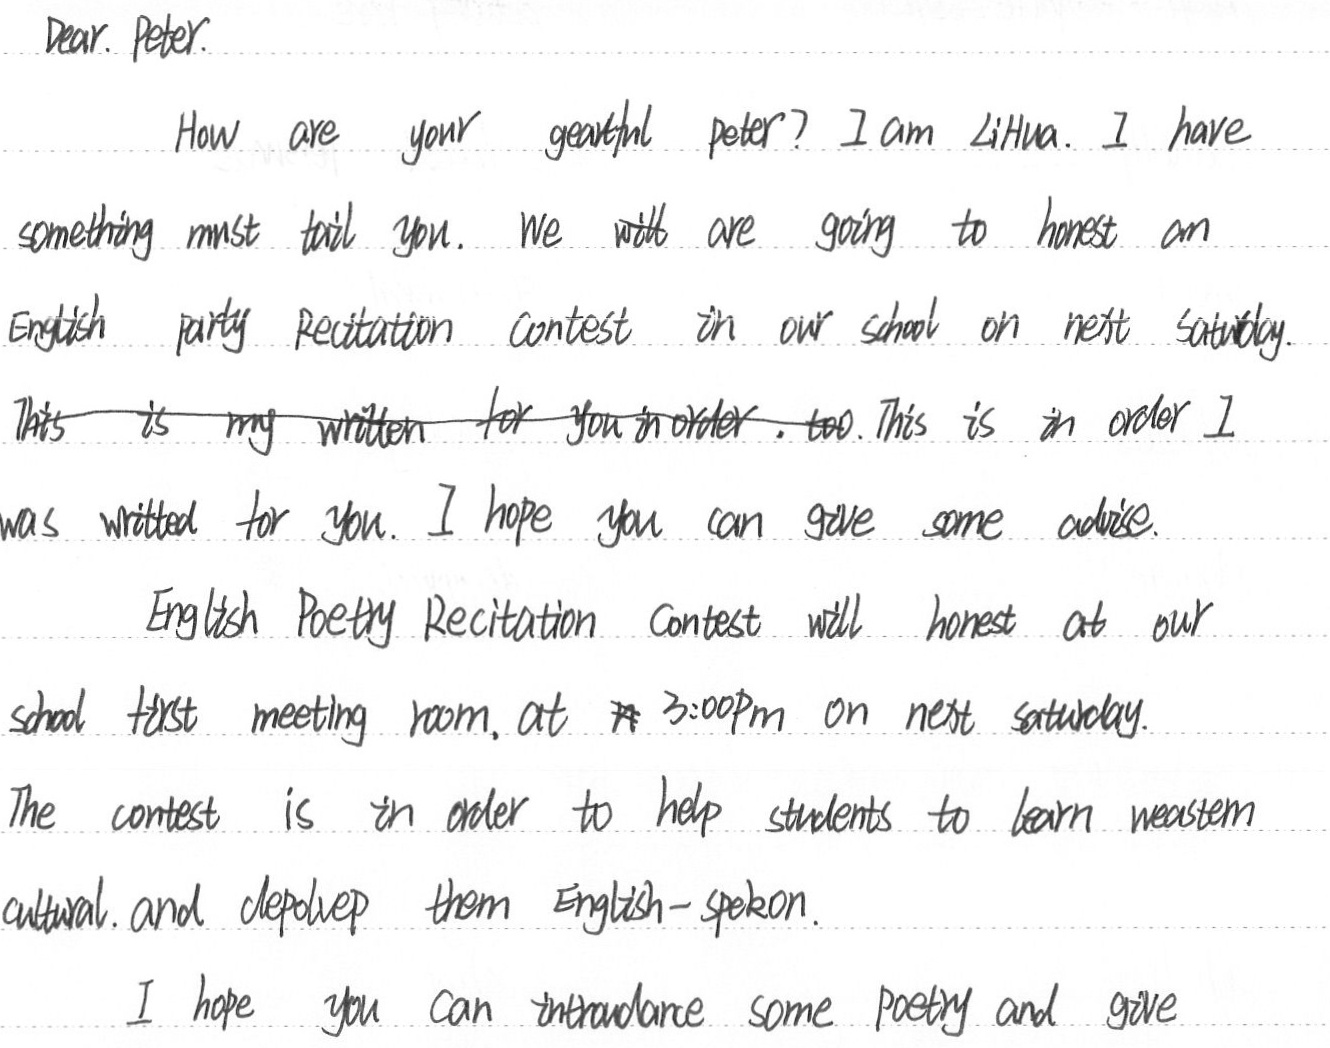 Dear. Peter.
How are your geartful peter? I am LiHua. I have
something must tail you. We will are going to honest an
English party Recitation Contest in our school on next saturday.
This is my written for you in order. too. This is in order I
was writted for you. I hope you can give some advise.
English Poetry Recitation Contest will honest at our
school first meeting room. at 3:00pm on next saturday.
The contest is in order to help students to learn weastem
cultural. and depolvep them English-spekon.
I hope you can introudance some poetry and give